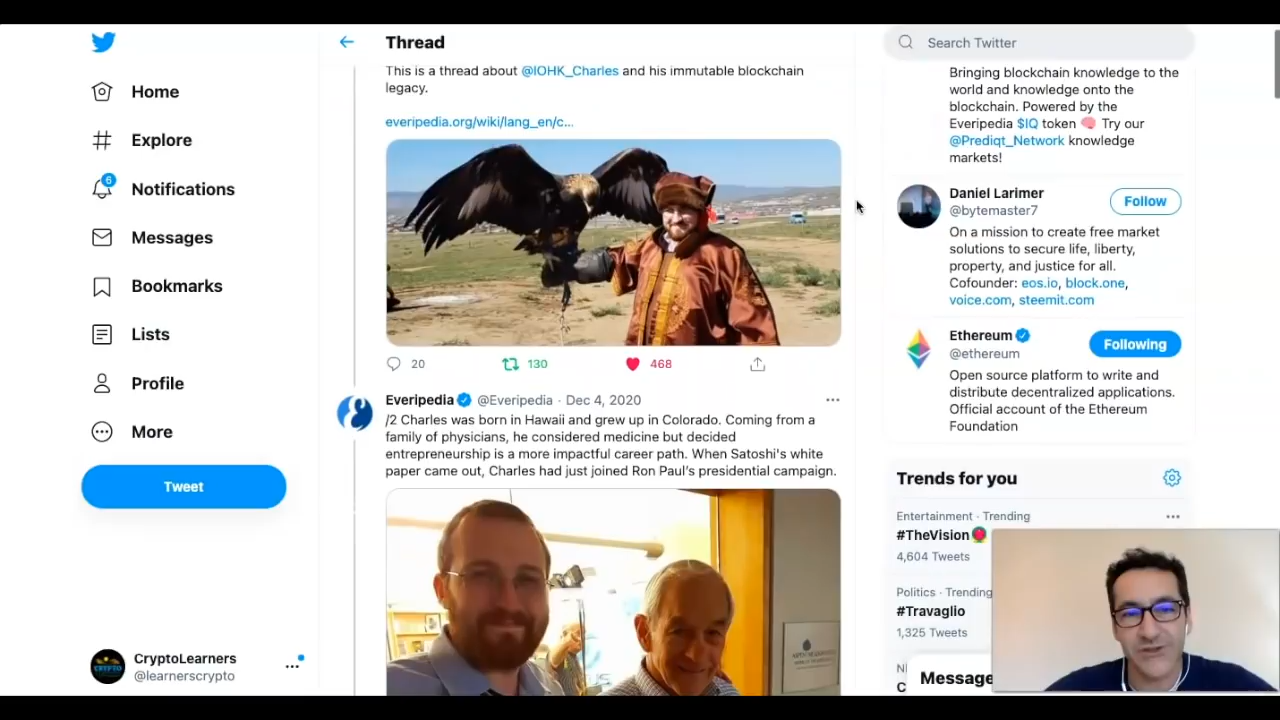 Home
Explore
6
Notifications
Messages
Bookmarks
Lists
Profile
More
Tweet
CryptoLearners
@learnerscrypto
Thread
This is a thread about @IOHK_Charles and his immutable blockchain
legacy.
everipedia.org/wiki/lang_en/c...
20
130
468
Everipedia @Everipedia · Dec 4, 2020
/2 Charles was born in Hawaii and grew up in Colorado. Coming from a
family of physicians, he considered medicine but decided
entrepreneurship is a more impactful career path. When Satoshi's white
paper came out, Charles had just joined Ron Paul's presidential campaign.
Search Twitter
Bringing blockchain knowledge to the
world and knowledge onto the
blockchain. Powered by the
Everipedia $IQ token 🧠 Try our
@Prediqt_Network knowledge
markets!
Daniel Larimer
@bytemaster7
Follow
On a mission to create free market
solutions to secure life, liberty,
property, and justice for all.
Cofounder: eos.io, block.one,
voice.com, steemit.com
Ethereum
@ethereum
Following
Open source platform to write and
distribute decentralized applications.
Official account of the Ethereum
Foundation
Trends for you
Entertainment · Trending
#TheVision
4,604 Tweets
Politics · Trending
#Travaglio
1,325 Tweets
Message